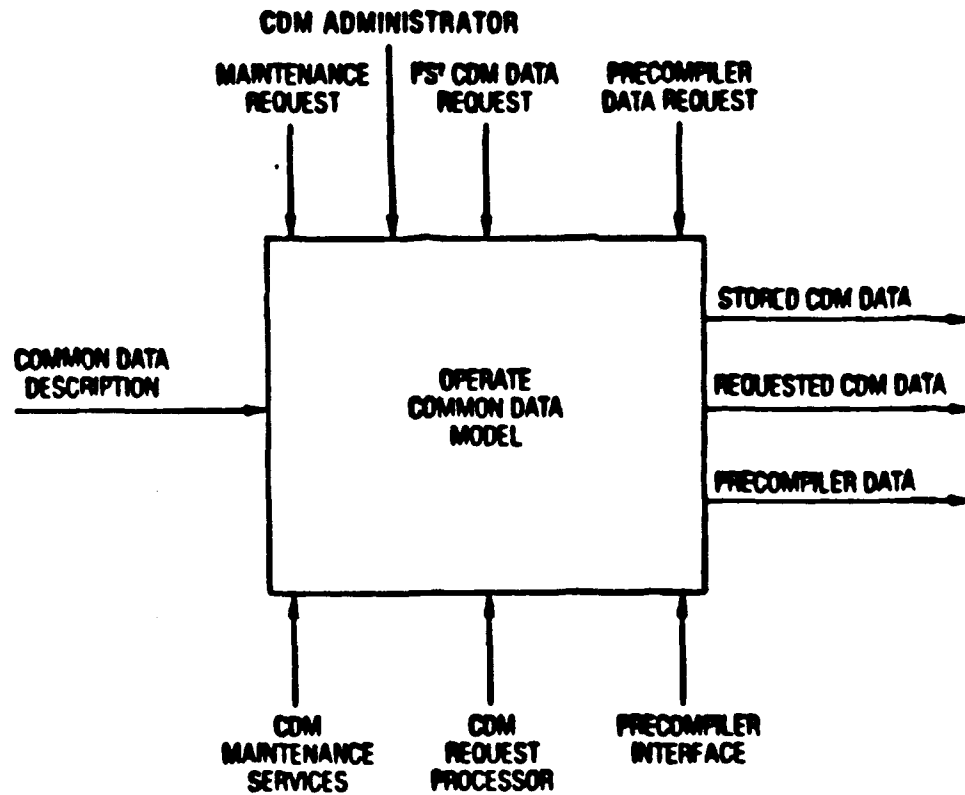 CDM ADMINISTRATOR
MAINTENANCE
REQUEST
CDM DATA
REQUEST
PRECOMPILER
DATA REQUEST
STORED CDM DATA
COMMON DATA
DESCRIPTION
OPERATE
COMMON DATA
MODEL
REQUESTED CDM DATA
PRECOMPILER DATA
CDM
MAINTENANCE
SERVICES
CDM
REQUEST
PROCESSOR
PRECOMPILER
INTERFACE